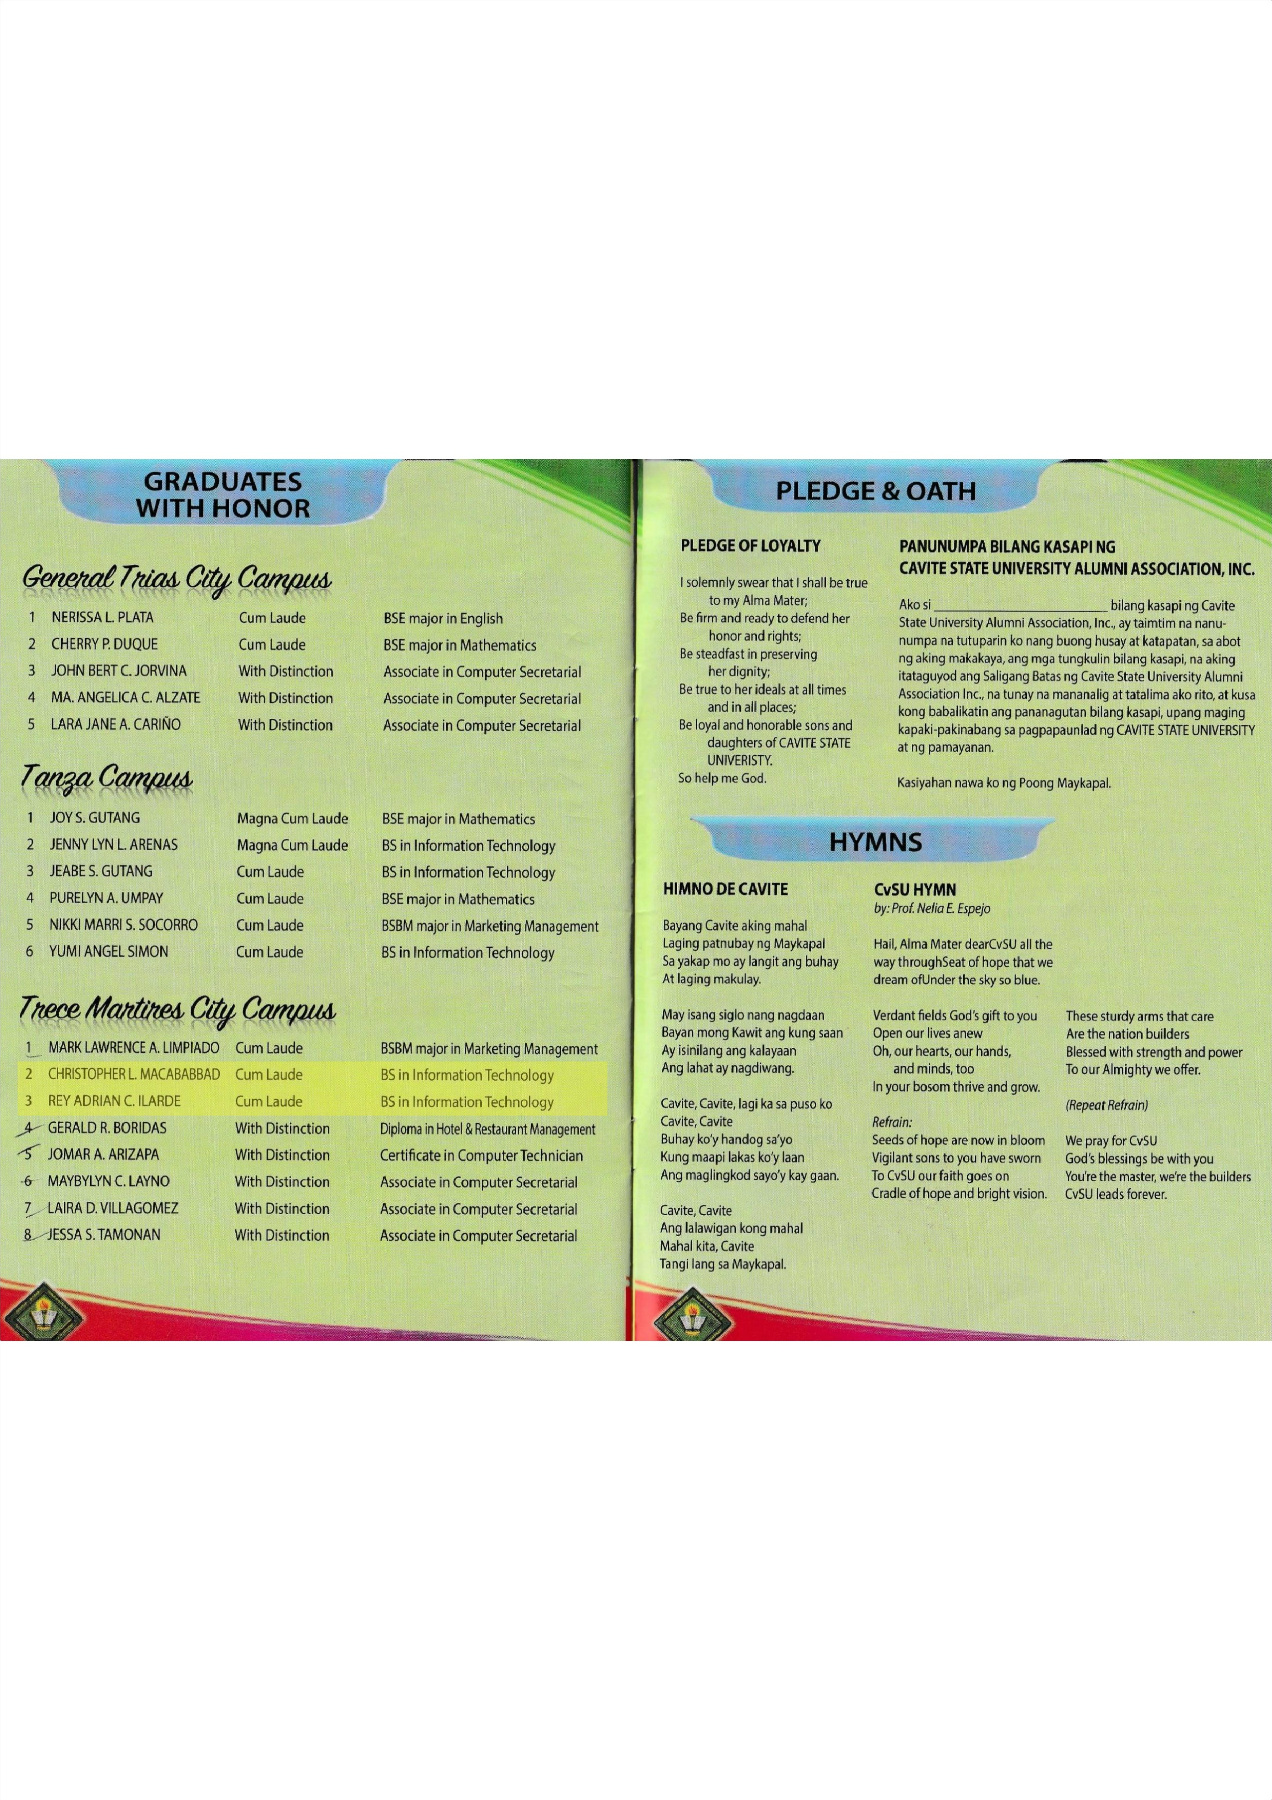 GRADUATES
WITH HONOR
General Trias City Campus
1 NERISSA L. PLATA Cum Laude BSE major in English
2 CHERRY P. DUQUE Cum Laude BSE major in Mathematics
3 JOHN BERT C. JORVINA With Distinction Associate in Computer Secretarial
4 MA. ANGELICA C. ALZATE With Distinction Associate in Computer Secretarial
5 LARA JANE A. CARIÑO With Distinction Associate in Computer Secretarial
Tanza Campus
1 JOY S. GUTANG Magna Cum Laude BSE major in Mathematics
2 JENNY LYN L. ARENAS Magna Cum Laude BS in Information Technology
3 JEABE S. GUTANG Cum Laude BS in Information Technology
4 PURELYN A. UMPAY Cum Laude BSE major in Mathematics
5 NIKKI MARRI S. SOCORRO Cum Laude BSBM major in Marketing Management
6 YUMI ANGEL SIMON Cum Laude BS in Information Technology
Trece Martires City Campus
1 MARK LAWRENCE A. LIMPIADO Cum Laude BSBM major in Marketing Management
2 CHRISTOPHER L. MACABABBAD Cum Laude BS in Information Technology
3 REY ADRIAN C. ILARDE Cum Laude BS in Information Technology
4 GERALD R. BORIDAS With Distinction Diploma in Hotel & Restaurant Management
5 JOMAR A. ARIZAPA With Distinction Certificate in Computer Technician
6 MAYBYLYN C. LAYNO With Distinction Associate in Computer Secretarial
7 LAIRA D. VILLAGOMEZ With Distinction Associate in Computer Secretarial
8 JESSA S. TAMONAN With Distinction Associate in Computer Secretarial
PLEDGE & OATH
PLEDGE OF LOYALTY
I solemnly swear that I shall be true
to my Alma Mater;
Be firm and ready to defend her
honor and rights;
Be steadfast in preserving
her dignity;
Be true to her ideals at all times
and in all places;
Be loyal and honorable sons and
daughters of CAVITE STATE
UNIVERISTY.
So help me God.
PANUNUMPA BILANG KASAPI NG
CAVITE STATE UNIVERSITY ALUMNI ASSOCIATION, INC.
Ako si ____________________________ bilang kasapi ng Cavite
State University Alumni Association, Inc., ay taimtim na nanu-
numpa na tutuparin ko nang buong husay at katapatan, sa abot
ng aking makakaya, ang mga tungkulin bilang kasapi, na aking
itataguyod ang Saligang Batas ng Cavite State University Alumni
Association Inc., na tunay na mananalig at tatalima ako rito, at kusa
kong babalikatin ang pananagutan bilang kasapi, upang maging
kapaki-pakinabang sa pagpapaunlad ng CAVITE STATE UNIVERSITY
at ng pamayanan.
Kasiyahan nawa ko ng Poong Maykapal.
HYMNS
HIMNO DE CAVITE
Bayang Cavite aking mahal
Laging patnubay ng Maykapal
Sa yakap mo ay langit ang buhay
At laging makulay.
May isang siglo nang nagdaan
Bayan mong Kawit ang kung saan
Ay isinilang ang kalayaan
Ang lahat ay nagdiwang.
Cavite, Cavite, lagi ka sa puso ko
Cavite, Cavite
Buhay ko'y handog sa'yo
Kung maapi lakas ko'y laan
Ang maglingkod sayo'y kay gaan.
Cavite, Cavite
Ang lalawigan kong mahal
Mahal kita, Cavite
Tangi lang sa Maykapal.
CvSU HYMN
by: Prof. Nelia E. Espejo
Hail, Alma Mater dearCvSU all the
way throughSeat of hope that we
dream ofUnder the sky so blue.
Verdant fields God's gift to you
Open our lives anew
Oh, our hearts, our hands,
and minds, too
In your bosom thrive and grow.
Refrain:
Seeds of hope are now in bloom
Vigilant sons to you have sworn
To CvSU our faith goes on
Cradle of hope and bright vision.
These sturdy arms that care
Are the nation builders
Blessed with strength and power
To our Almighty we offer.
(Repeat Refrain)
We pray for CvSU
God's blessings be with you
You're the master, we're the builders
CvSU leads forever.